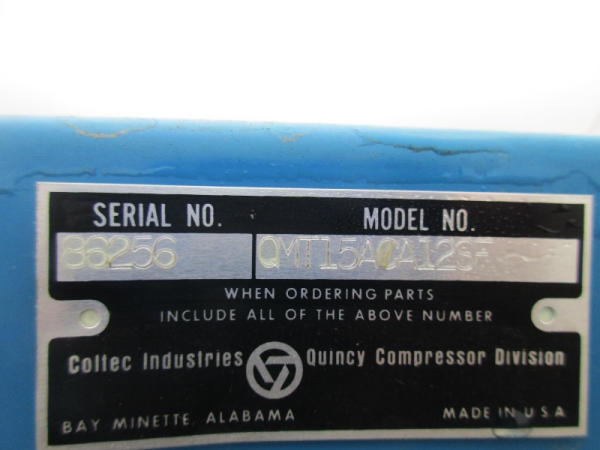 SERIAL NO. MODEL NO.
86256
WHEN ORDERING PARTS
INCLUDE ALL OF THE ABOVE NUMBER
Coltec Industries Quincy Compressor Division
BAY MINETTE, ALABAMA MADE IN U.S.A